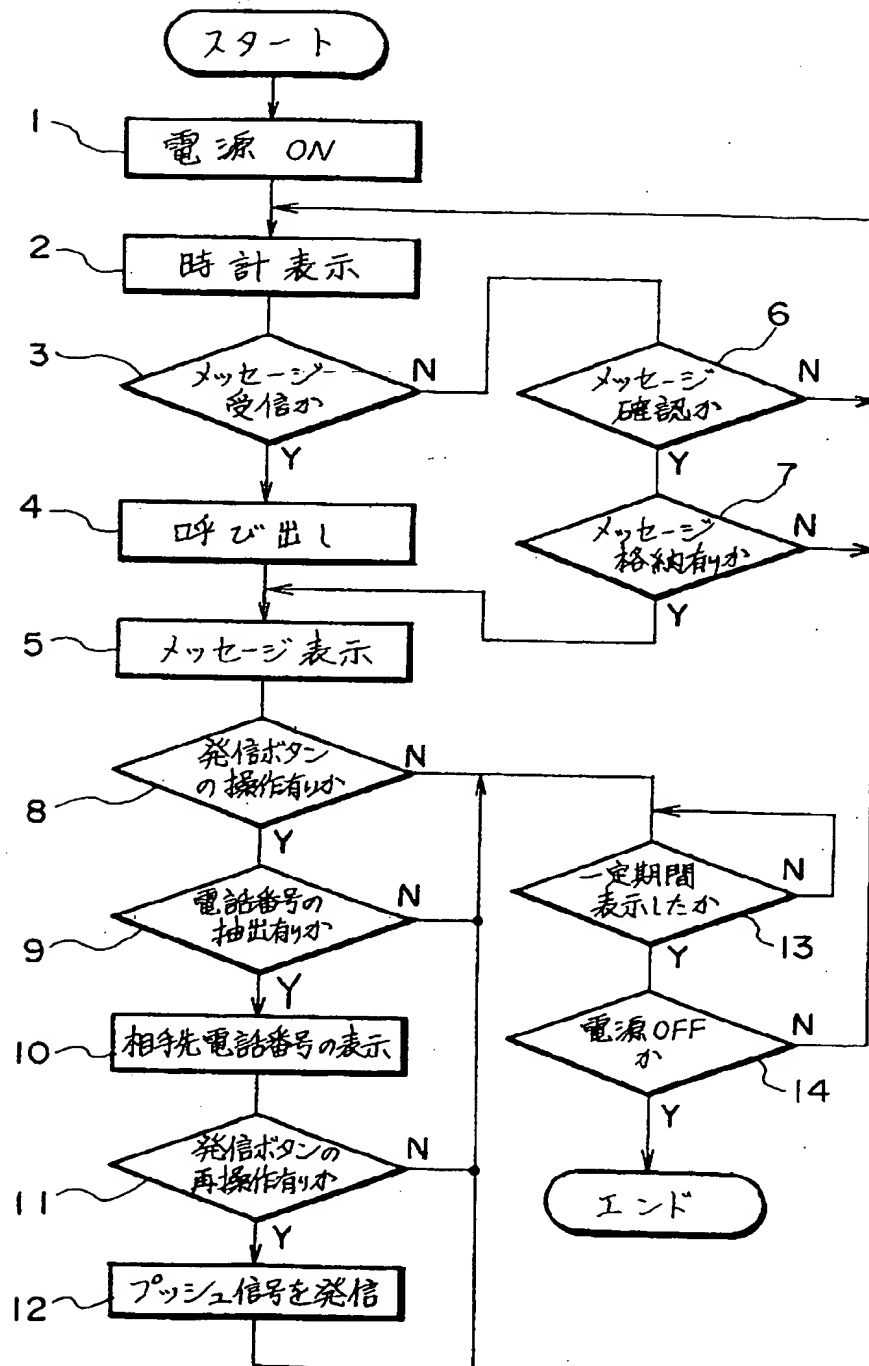 スタート
1
電源 ON
2
時計表示
3
メッセージ
受信か
N
Y
6
メッセージ
確認か
N
Y
4
呼び出し
7
メッセージ
格納有りか
N
Y
5
メッセージ表示
8
発信ボタン
の操作有りか
N
Y
9
電話番号の
抽出有りか
N
Y
13
一定期間
表示したか
N
Y
10
相手先電話番号の表示
14
電源OFF
か
N
Y
11
発信ボタンの
再操作有りか
N
Y
エンド
12
プッシュ信号を発信